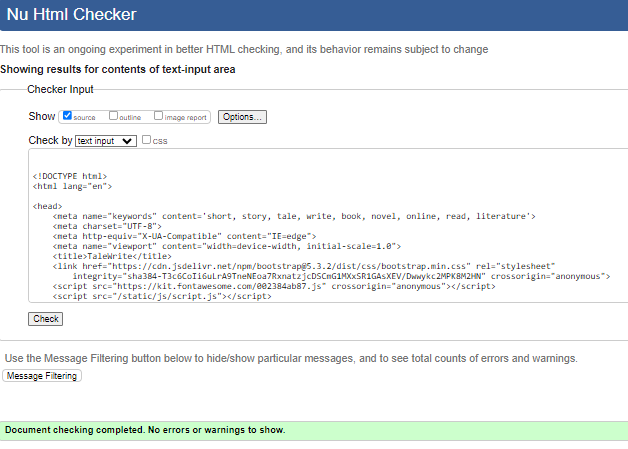 Nu Html Checker
This tool is an ongoing experiment in better HTML checking, and its behavior remains subject to change
Showing results for contents of text-input area
Checker Input
Show source outline image report Options...
Check by text input css
<!DOCTYPE html>
<html lang="en">
<head>
<meta name="keywords" content='short, story, tale, write, book, novel, online, read, literature'>
<meta charset="UTF-8">
<meta http-equiv="X-UA-Compatible" content="IE=edge">
<meta name="viewport" content="width=device-width, initial-scale=1.0">
<title>TaleWrite</title>
<link href="https://cdn.jsdelivr.net/npm/bootstrap@5.3.2/dist/css/bootstrap.min.css" rel="stylesheet"
integrity="sha384-T3c6CoIi6uLrA9TneNEoa7RxnatzjcDSCmG1MXxSR1GAsXEV/Dwwykc2MPK8M2HN" crossorigin="anonymous">
<script src="https://kit.fontawesome.com/002384ab87.js" crossorigin="anonymous"></script>
<script src="/static/js/script.js"></script>
Check
Use the Message Filtering button below to hide/show particular messages, and to see total counts of errors and warnings.
Message Filtering
Document checking completed. No errors or warnings to show.